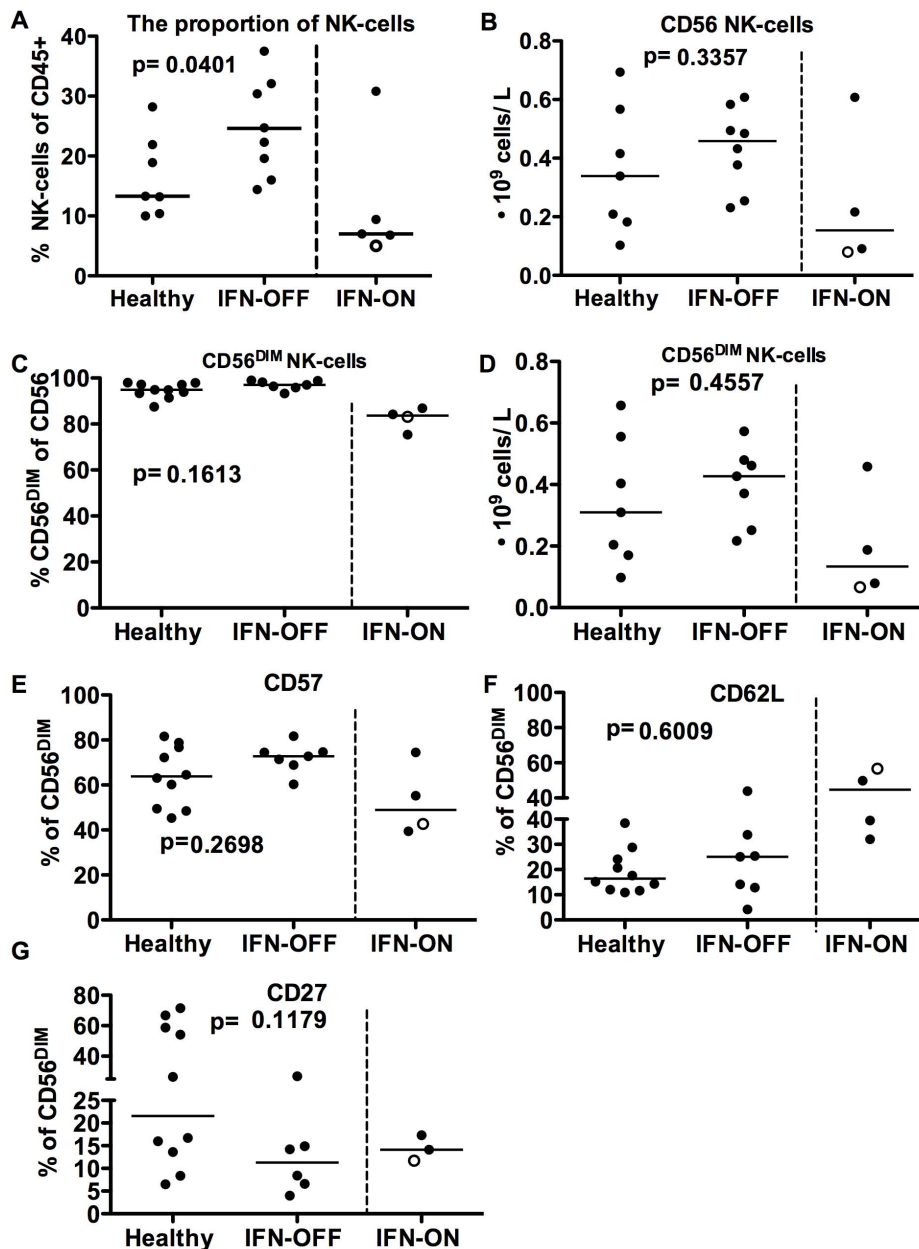 A
The proportion of NK-cells
p= 0.0401
% NK-cells of CD45+
40
30
20
10
0
Healthy IFN-OFF IFN-ON
B
CD56 NK-cells
p= 0.3357
• 10⁹ cells/ L
0.8
0.6
0.4
0.2
0.0
Healthy IFN-OFF IFN-ON
C
CD56ᴰᴵᴹ NK-cells
p= 0.1613
% CD56ᴰᴵᴹ of CD56
100
80
60
40
20
0
Healthy IFN-OFF IFN-ON
D
CD56ᴰᴵᴹ NK-cells
p= 0.4557
• 10⁹ cells/ L
0.8
0.6
0.4
0.2
0.0
Healthy IFN-OFF IFN-ON
E
CD57
p= 0.2698
% of CD56ᴰᴵᴹ
100
80
60
40
20
0
Healthy IFN-OFF IFN-ON
F
CD62L
p= 0.6009
% of CD56ᴰᴵᴹ
100
80
60
40
40
30
20
10
0
Healthy IFN-OFF IFN-ON
G
CD27
p= 0.1179
% of CD56ᴰᴵᴹ
80
60
40
25
20
15
10
5
0
Healthy IFN-OFF IFN-ON